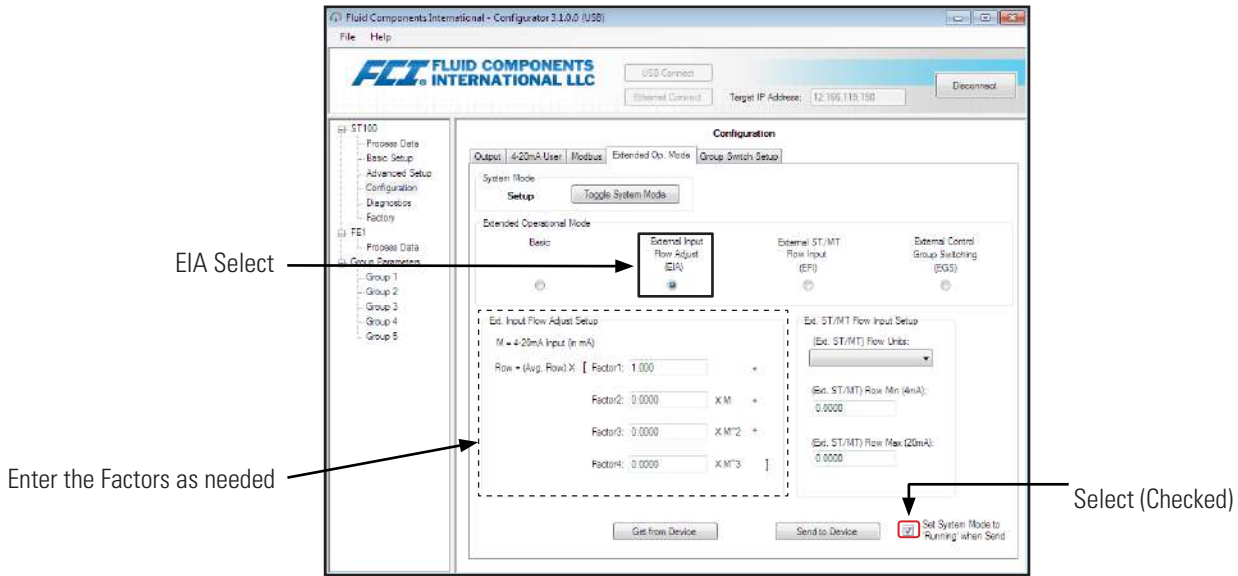 Fluid Components International - Configurator 3.1.0.0 (USB)
File Help
FCI® FLUID COMPONENTS
INTERNATIONAL LLC
USB Connect
Ethernet Connect
Target IP Address: 12.166.119.150
Disconnect
ST100
Process Data
Basic Setup
Advanced Setup
Configuration
Diagnostics
Factory
FE1
Process Data
Group Parameters
Group 1
Group 2
Group 3
Group 4
Group 5
Configuration
Output 4-20mA User Modbus Extended Op. Mode Group Switch Setup
System Mode
Setup Toggle System Mode
Extended Operational Mode
Basic
External Input
Flow Adjust
(EIA)
External ST/MT
Flow Input
(EFI)
External Control
Group Switching
(EGS)
EIA Select
Ext. Input Flow Adjust Setup
M = 4-20mA Input (in mA)
Flow = (Avg. Flow) X [ Factor1: 1.000 +
Factor2: 0.0000 X M +
Factor3: 0.0000 X M^2 +
Factor4: 0.0000 X M^3 ]
Enter the Factors as needed
Ext. ST/MT Flow Input Setup
(Ext. ST/MT) Flow Units:
(Ext. ST/MT) Flow Min (4mA):
0.0000
(Ext. ST/MT) Flow Max (20mA):
0.0000
Get from Device
Send to Device
Set System Mode to
'Running' when Send
Select (Checked)